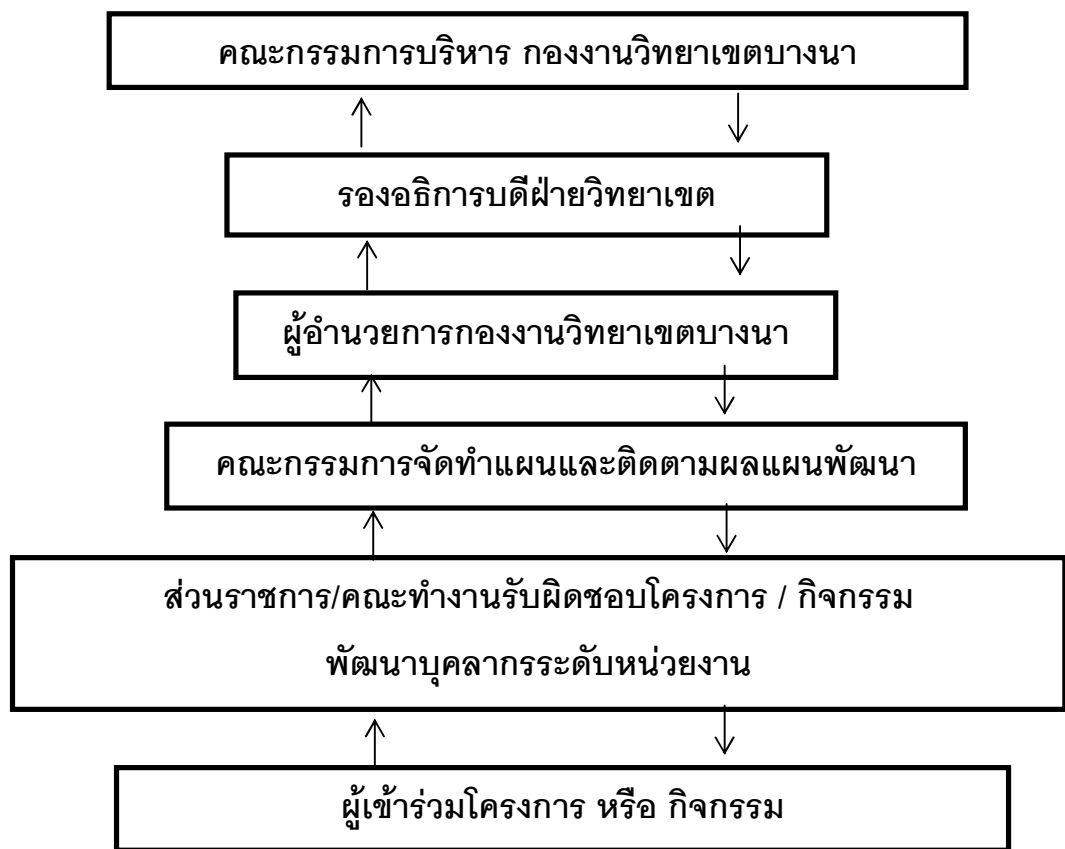 คณะกรรมการบริหาร กองงานวิทยาเขตบางนา
รองอธิการบดีฝ่ายวิทยาเขต
ผู้อำนวยการกองงานวิทยาเขตบางนา
คณะกรรมการจัดทำแผนและติดตามผลแผนพัฒนา
ส่วนราชการ/คณะทำงานรับผิดชอบโครงการ / กิจกรรม
พัฒนาบุคลากรระดับหน่วยงาน
ผู้เข้าร่วมโครงการ หรือ กิจกรรม